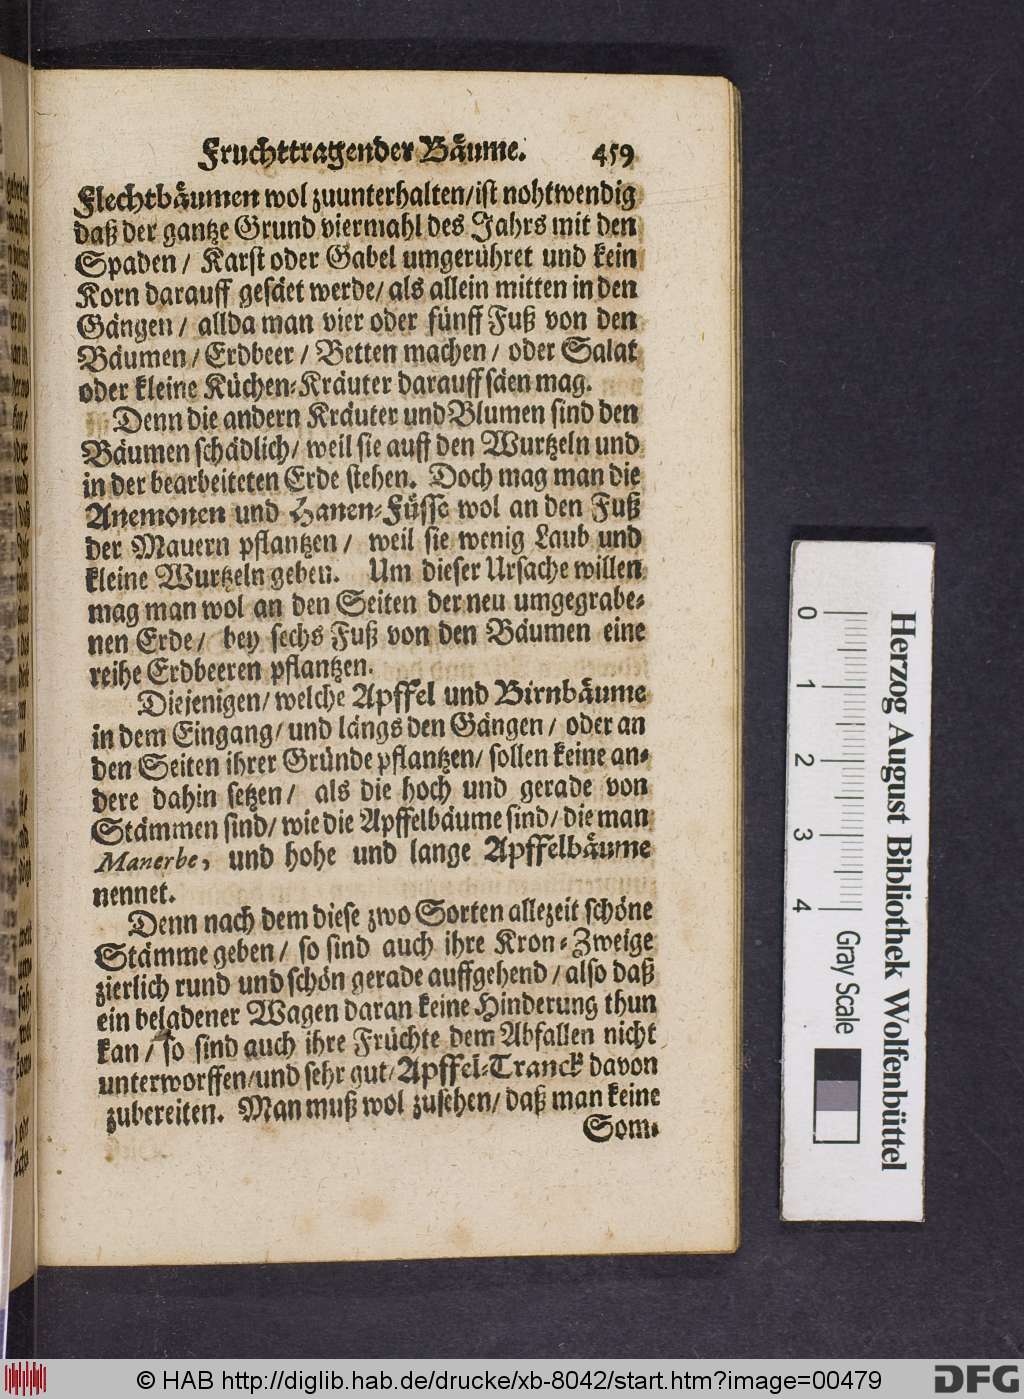 Fruchttragender Bäume. 459
Flechtbäumen wol zuunterhalten/ist nohtwendig
daß der gantze Grund viermahl des Jahrs mit den
Spaden / Karst oder Gabel umgerühret und kein
Korn darauff gesäet werde/ als allein mitten in den
Gängen / allda man vier oder fünff Fuß von den
Bäumen / Erdbeer / Betten machen / oder Salat
oder kleine Küchen-Kräuter darauff säen mag.
Denn die andern Kräuter und Blumen sind den
Bäumen schädlich/ weil sie auff den Wurtzeln und
in der bearbeiteten Erde stehen. Doch mag man die
Anemonen und Hanen-Füsse wol an den Fuß
der Mauern pflantzen / weil sie wenig Laub und
kleine Wurtzeln geben. Um dieser Ursache willen
mag man wol an den Seiten der neu umgegrabe-
nen Erde / bey sechs Fuß von den Bäumen eine
reihe Erdbeeren pflantzen.
Diejenigen/ welche Apffel und Birnbäume
in dem Eingang/ und längs den Gängen / oder an
den Seiten ihrer Gründe pflantzen/ sollen keine an-
dere dahin setzen / als die hoch und gerade von
Stämmen sind/ wie die Apffelbäume sind/ die man
Manerbe, und hohe und lange Apffelbäume
nennet.
Denn nach dem diese zwo Sorten allezeit schöne
Stämme geben / so sind auch ihre Kron-Zweige
zierlich rund und schön gerade auffgehend / also daß
ein beladener Wagen daran keine Hinderung thun
kan / so sind auch ihre Früchte dem Abfallen nicht
unterworffen/und sehr gut/ Apffel-Tranck davon
zubereiten. Man muß wol zusehen/ daß man keine
Som-
Herzog August Bibliothek Wolfenbüttel
0 1 2 3 4 Gray Scale
© HAB http://diglib.hab.de/drucke/xb-8042/start.htm?image=00479
DFG